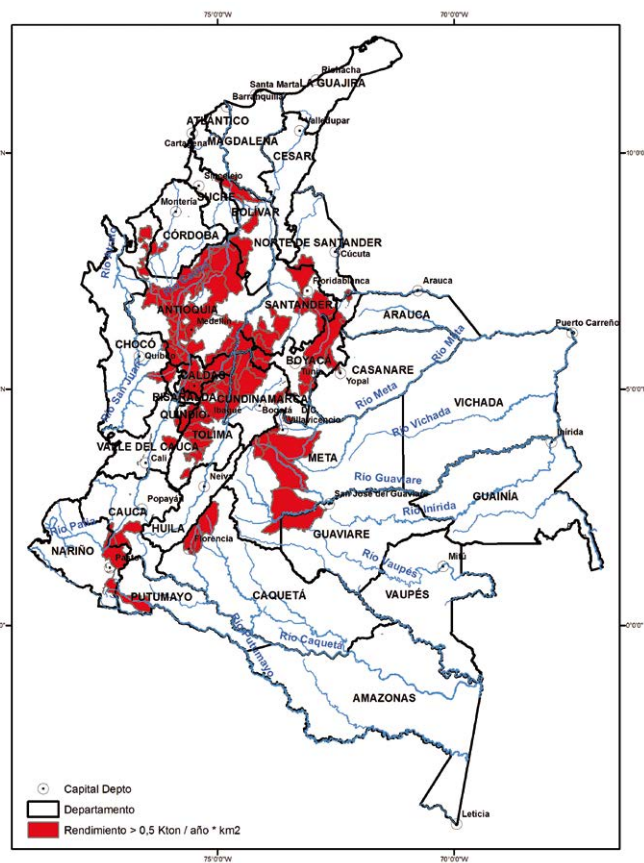 75°0'0"W 70°0'0"W
Riohacha
Santa Marta LA GUAJIRA
Barranquilla
ATLÁNTICO
Valledupar
Cartagena MAGDALENA
10°0'
CESAR
Sincelejo
SUCRE
Montería
BOLÍVAR
CÓRDOBA
NORTE DE SANTANDER
Cúcuta
Floridablanca
Arauca
SANTANDER
ANTIOQUIA
ARAUCA
Medellín
Puerto Carreño
CHOCÓ
Quibdó
BOYACÁ
Río Meta
CALDAS
Tunja
CASANARE
Yopal
5°0'
RISARALDA
CUNDINAMARCA
Río Meta
VICHADA
Río San Juan
QUINDÍO
Ibagué
Bogotá D.C
Villavicencio
Río Vichada
TOLIMA
VALLE DEL CAUCA
META
Inírida
Cali
Neiva
Río Guaviare
San José del Guaviare
GUAINÍA
Popayán
CAUCA
Río Inírida
Río Patía
HUILA
GUAVIARE
Florencia
NARIÑO
Pasto
Río Vaupés
Mitú
PUTUMAYO
CAQUETÁ
VAUPÉS
Río Caquetá
Río Putumayo
AMAZONAS
Capital Depto
Departamento
Rendimiento > 0,5 Kton / año * km2
Leticia
75°0'0"W 70°0'0"W